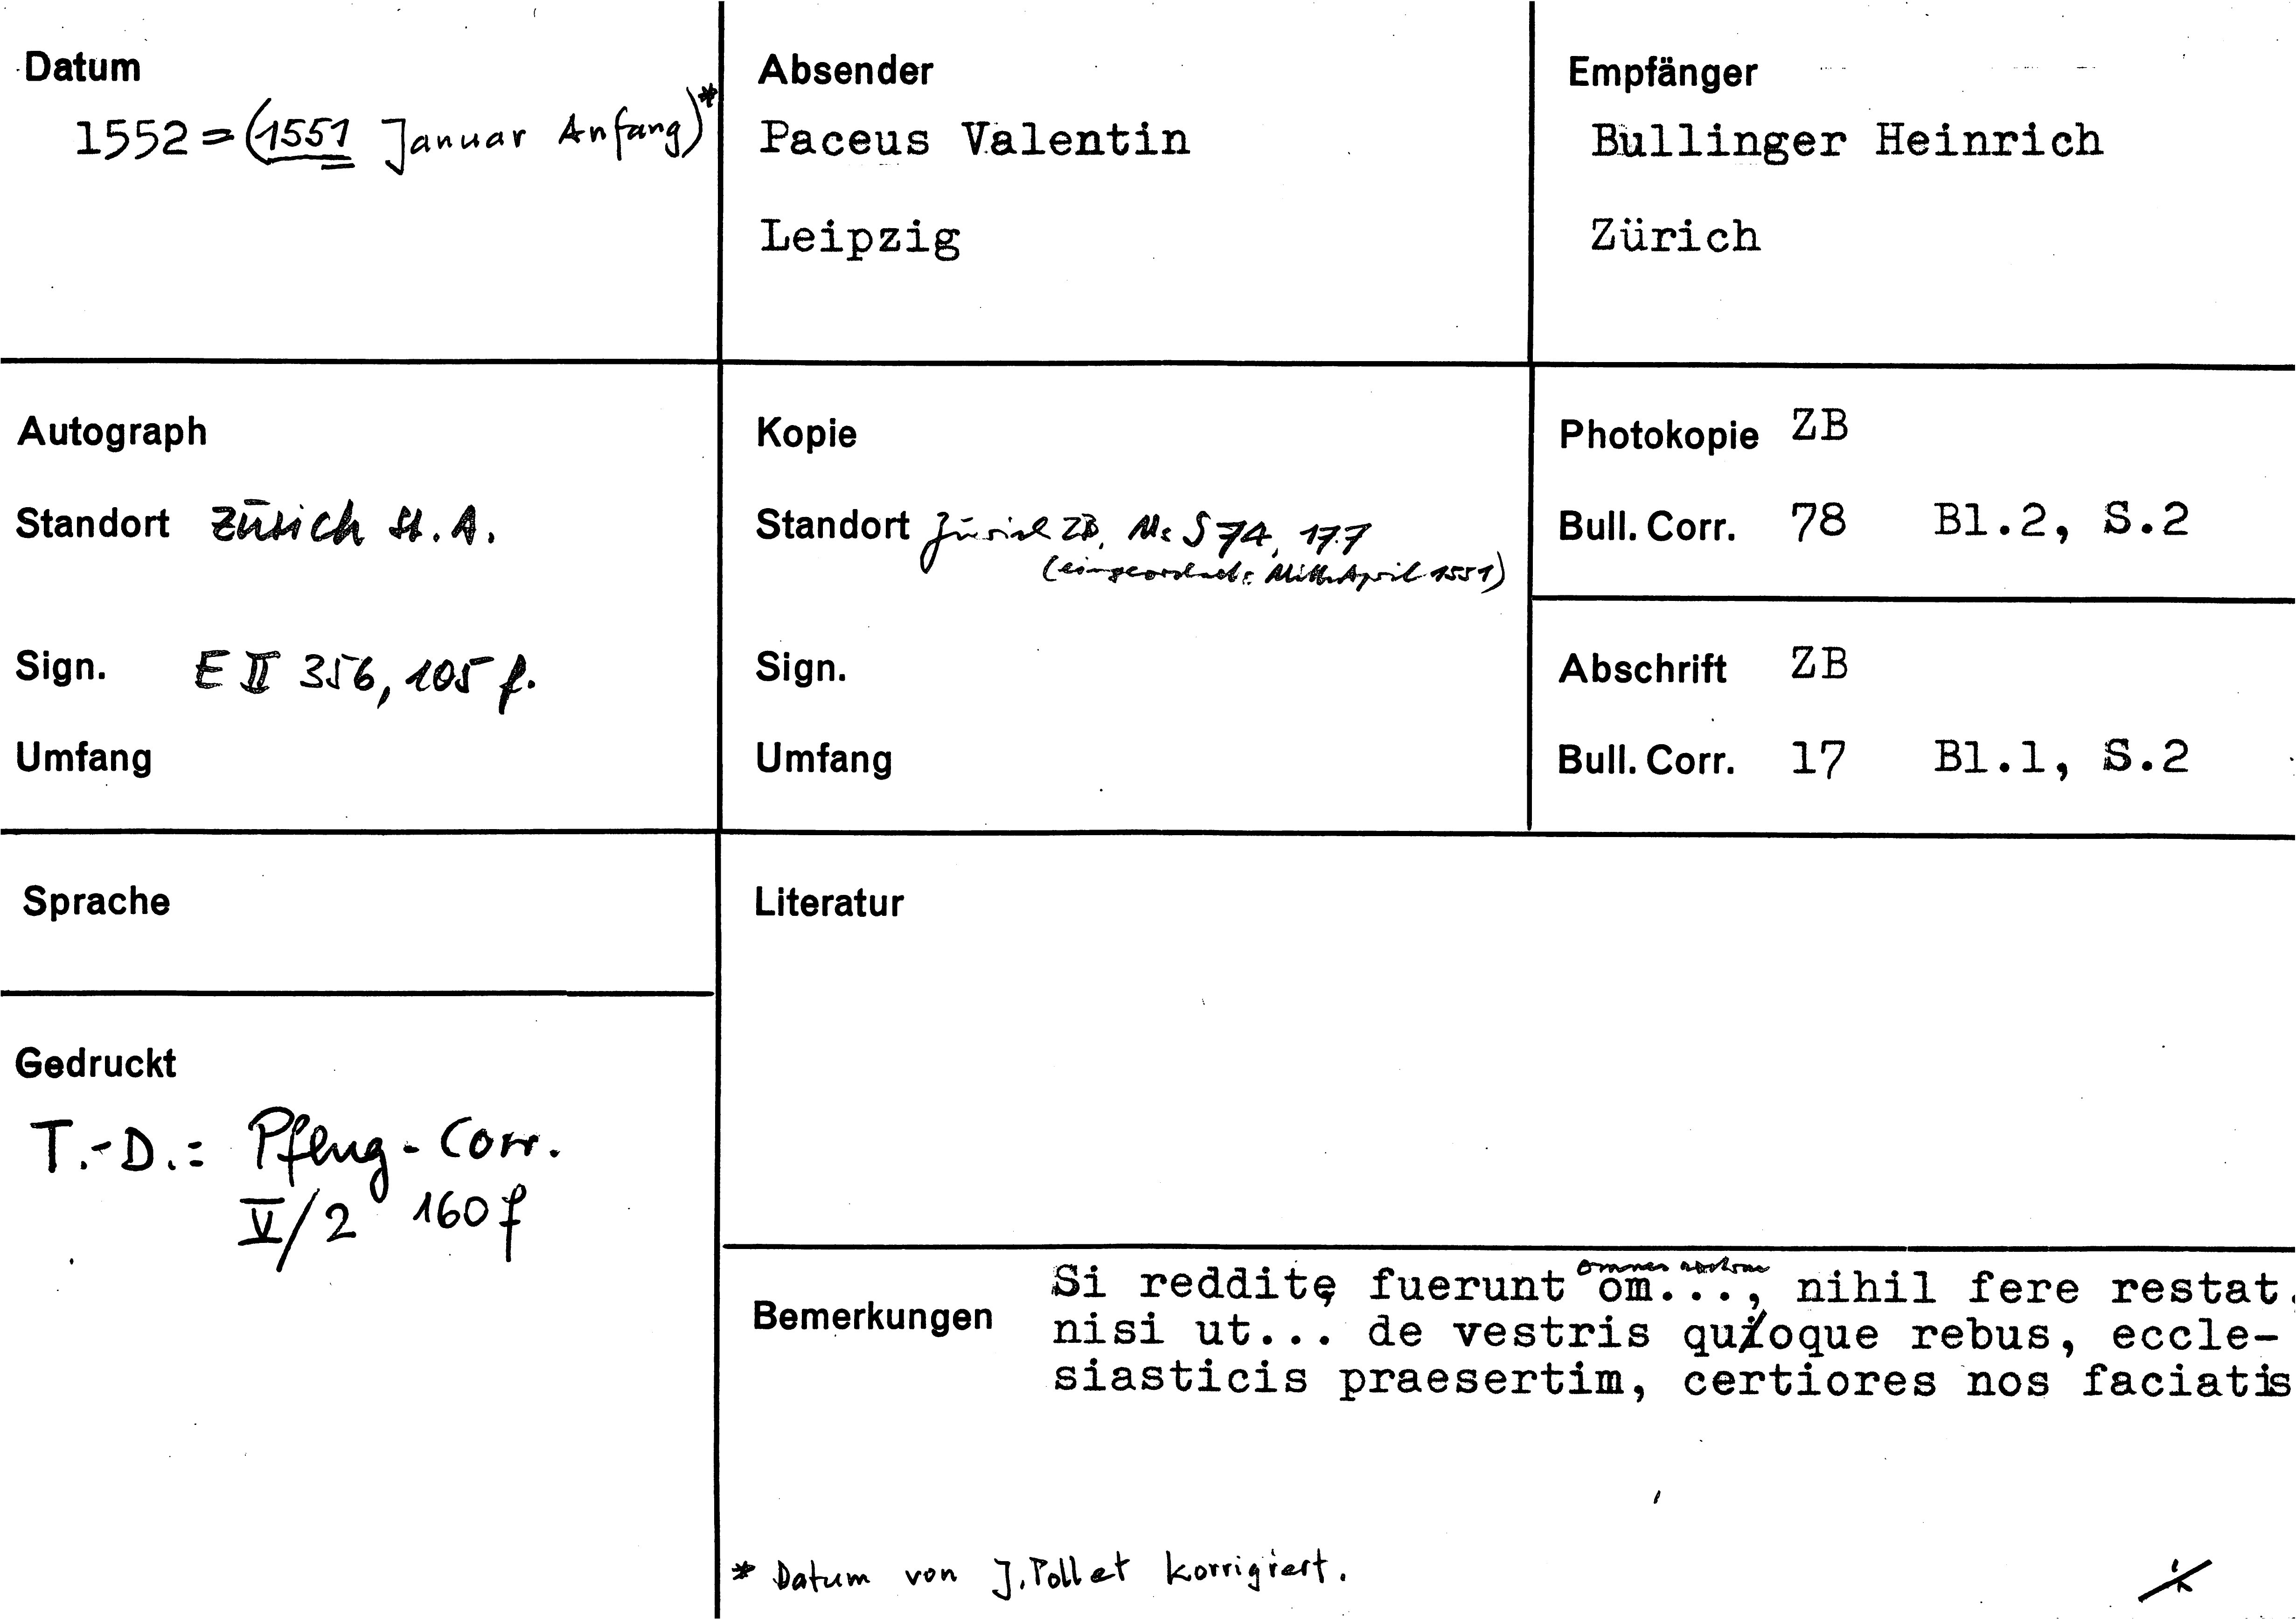 Datum
1552 = (1551 Januar Anfang)*
Absender
Paceus Valentin
Leipzig
Empfänger
Bullinger Heinrich
Zürich
Autograph
Standort Zürich St. A.
Sign. E II 356, 105 f.
Umfang
Kopie
Standort Zürich ZB, Ms S 74, 177
(eingeordnet: Mitte April 1551)
Sign.
Umfang
Photokopie ZB
Bull. Corr. 78 Bl.2, S.2
Abschrift ZB
Bull. Corr. 17 Bl.1, S.2
Sprache
Gedruckt
T.-D.: Pflug-Corr.
V/2 160 f
Literatur
Bemerkungen
omnes nostrae
Si redditę fuerunt om..., nihil fere restat.
nisi ut... de vestris quoque rebus, eccle-
siasticis praesertim, certiores nos faciatis
* Datum von J. Pollet korrigiert.